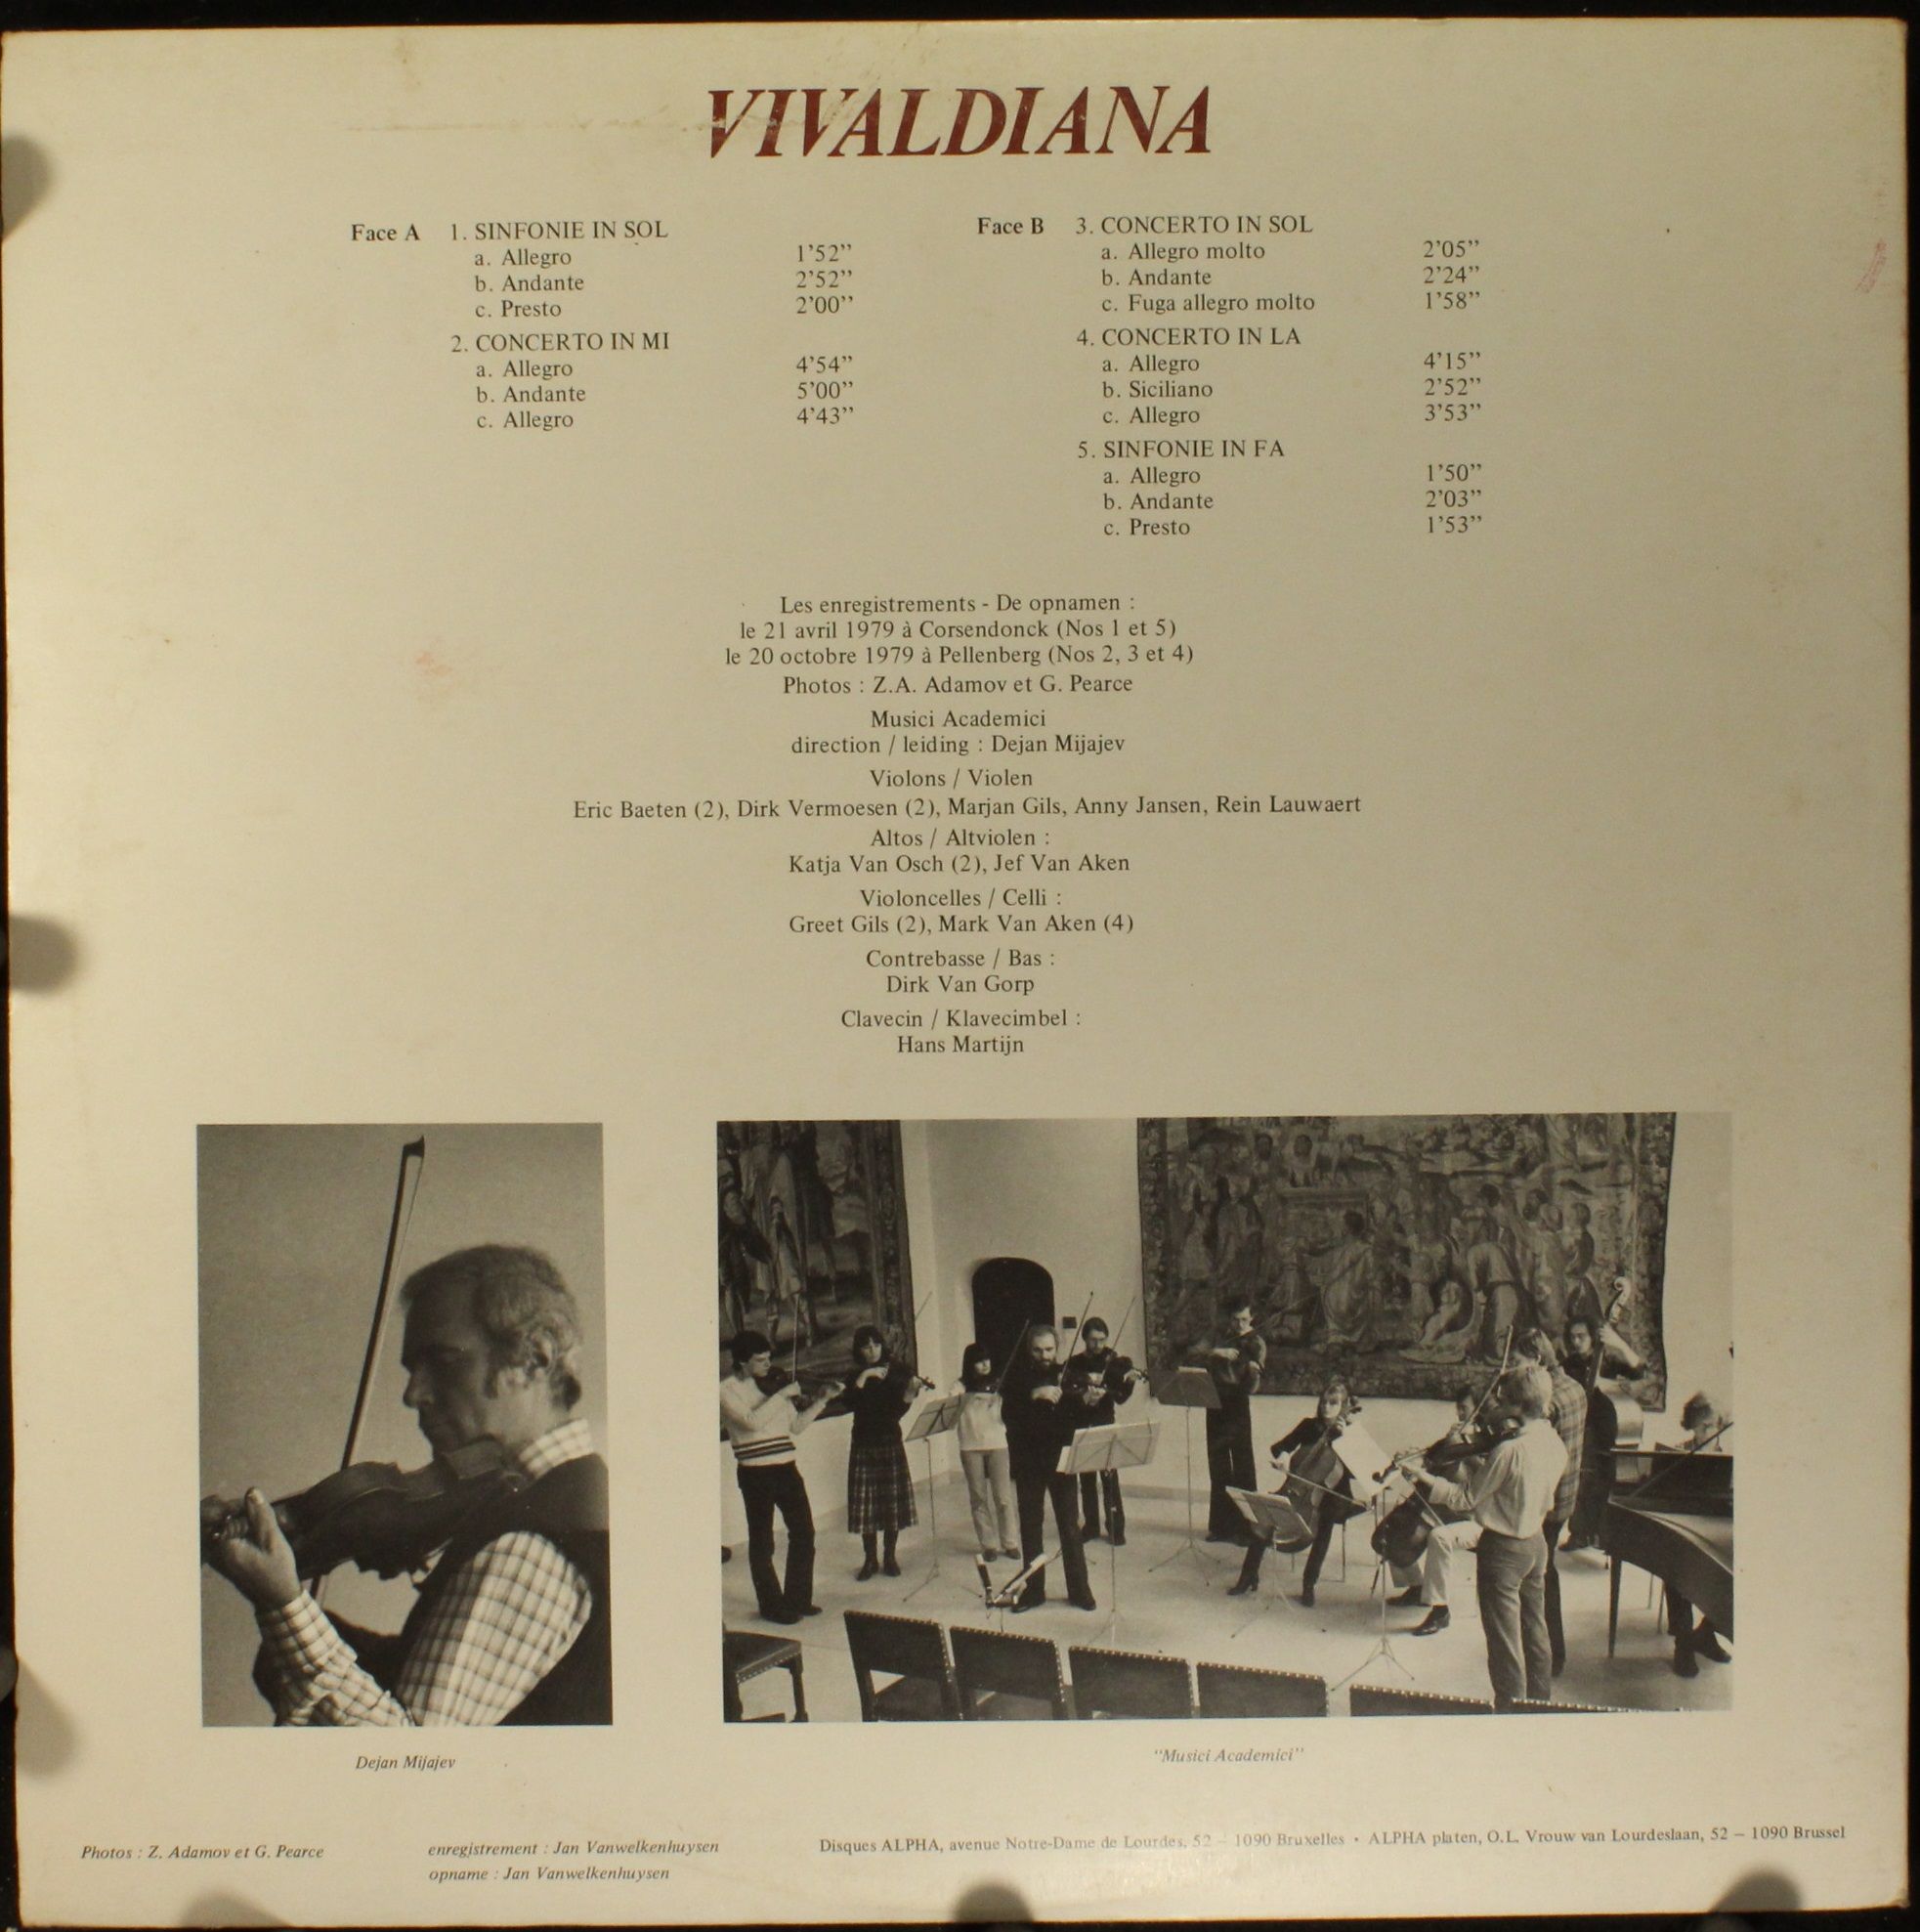 VIVALDIANA
Face A 1. SINFONIE IN SOL
a. Allegro 1'52"
b. Andante 2'52"
c. Presto 2'00"
2. CONCERTO IN MI
a. Allegro 4'54"
b. Andante 5'00"
c. Allegro 4'43"
Face B 3. CONCERTO IN SOL
a. Allegro molto 2'05"
b. Andante 2'24"
c. Fuga allegro molto 1'58"
4. CONCERTO IN LA
a. Allegro 4'15"
b. Siciliano 2'52"
c. Allegro 3'53"
5. SINFONIE IN FA
a. Allegro 1'50"
b. Andante 2'03"
c. Presto 1'53"
Les enregistrements - De opnamen :
le 21 avril 1979 à Corsendonck (Nos 1 et 5)
le 20 octobre 1979 à Pellenberg (Nos 2, 3 et 4)
Photos : Z.A. Adamov et G. Pearce
Musici Academici
direction / leiding : Dejan Mijajev
Violons / Violen
Eric Baeten (2), Dirk Vermoesen (2), Marjan Gils, Anny Jansen, Rein Lauwaert
Altos / Altviolen :
Katja Van Osch (2), Jef Van Aken
Violoncelles / Celli :
Greet Gils (2), Mark Van Aken (4)
Contrebasse / Bas :
Dirk Van Gorp
Clavecin / Klavecimbel :
Hans Martijn
Dejan Mijajev
"Musici Academici"
Photos : Z. Adamov et G. Pearce
enregistrement : Jan Vanwelkenhuysen
opname : Jan Vanwelkenhuysen
Disques ALPHA, avenue Notre-Dame de Lourdes, 52 – 1090 Bruxelles • ALPHA platen, O.L. Vrouw van Lourdeslaan, 52 – 1090 Brussel